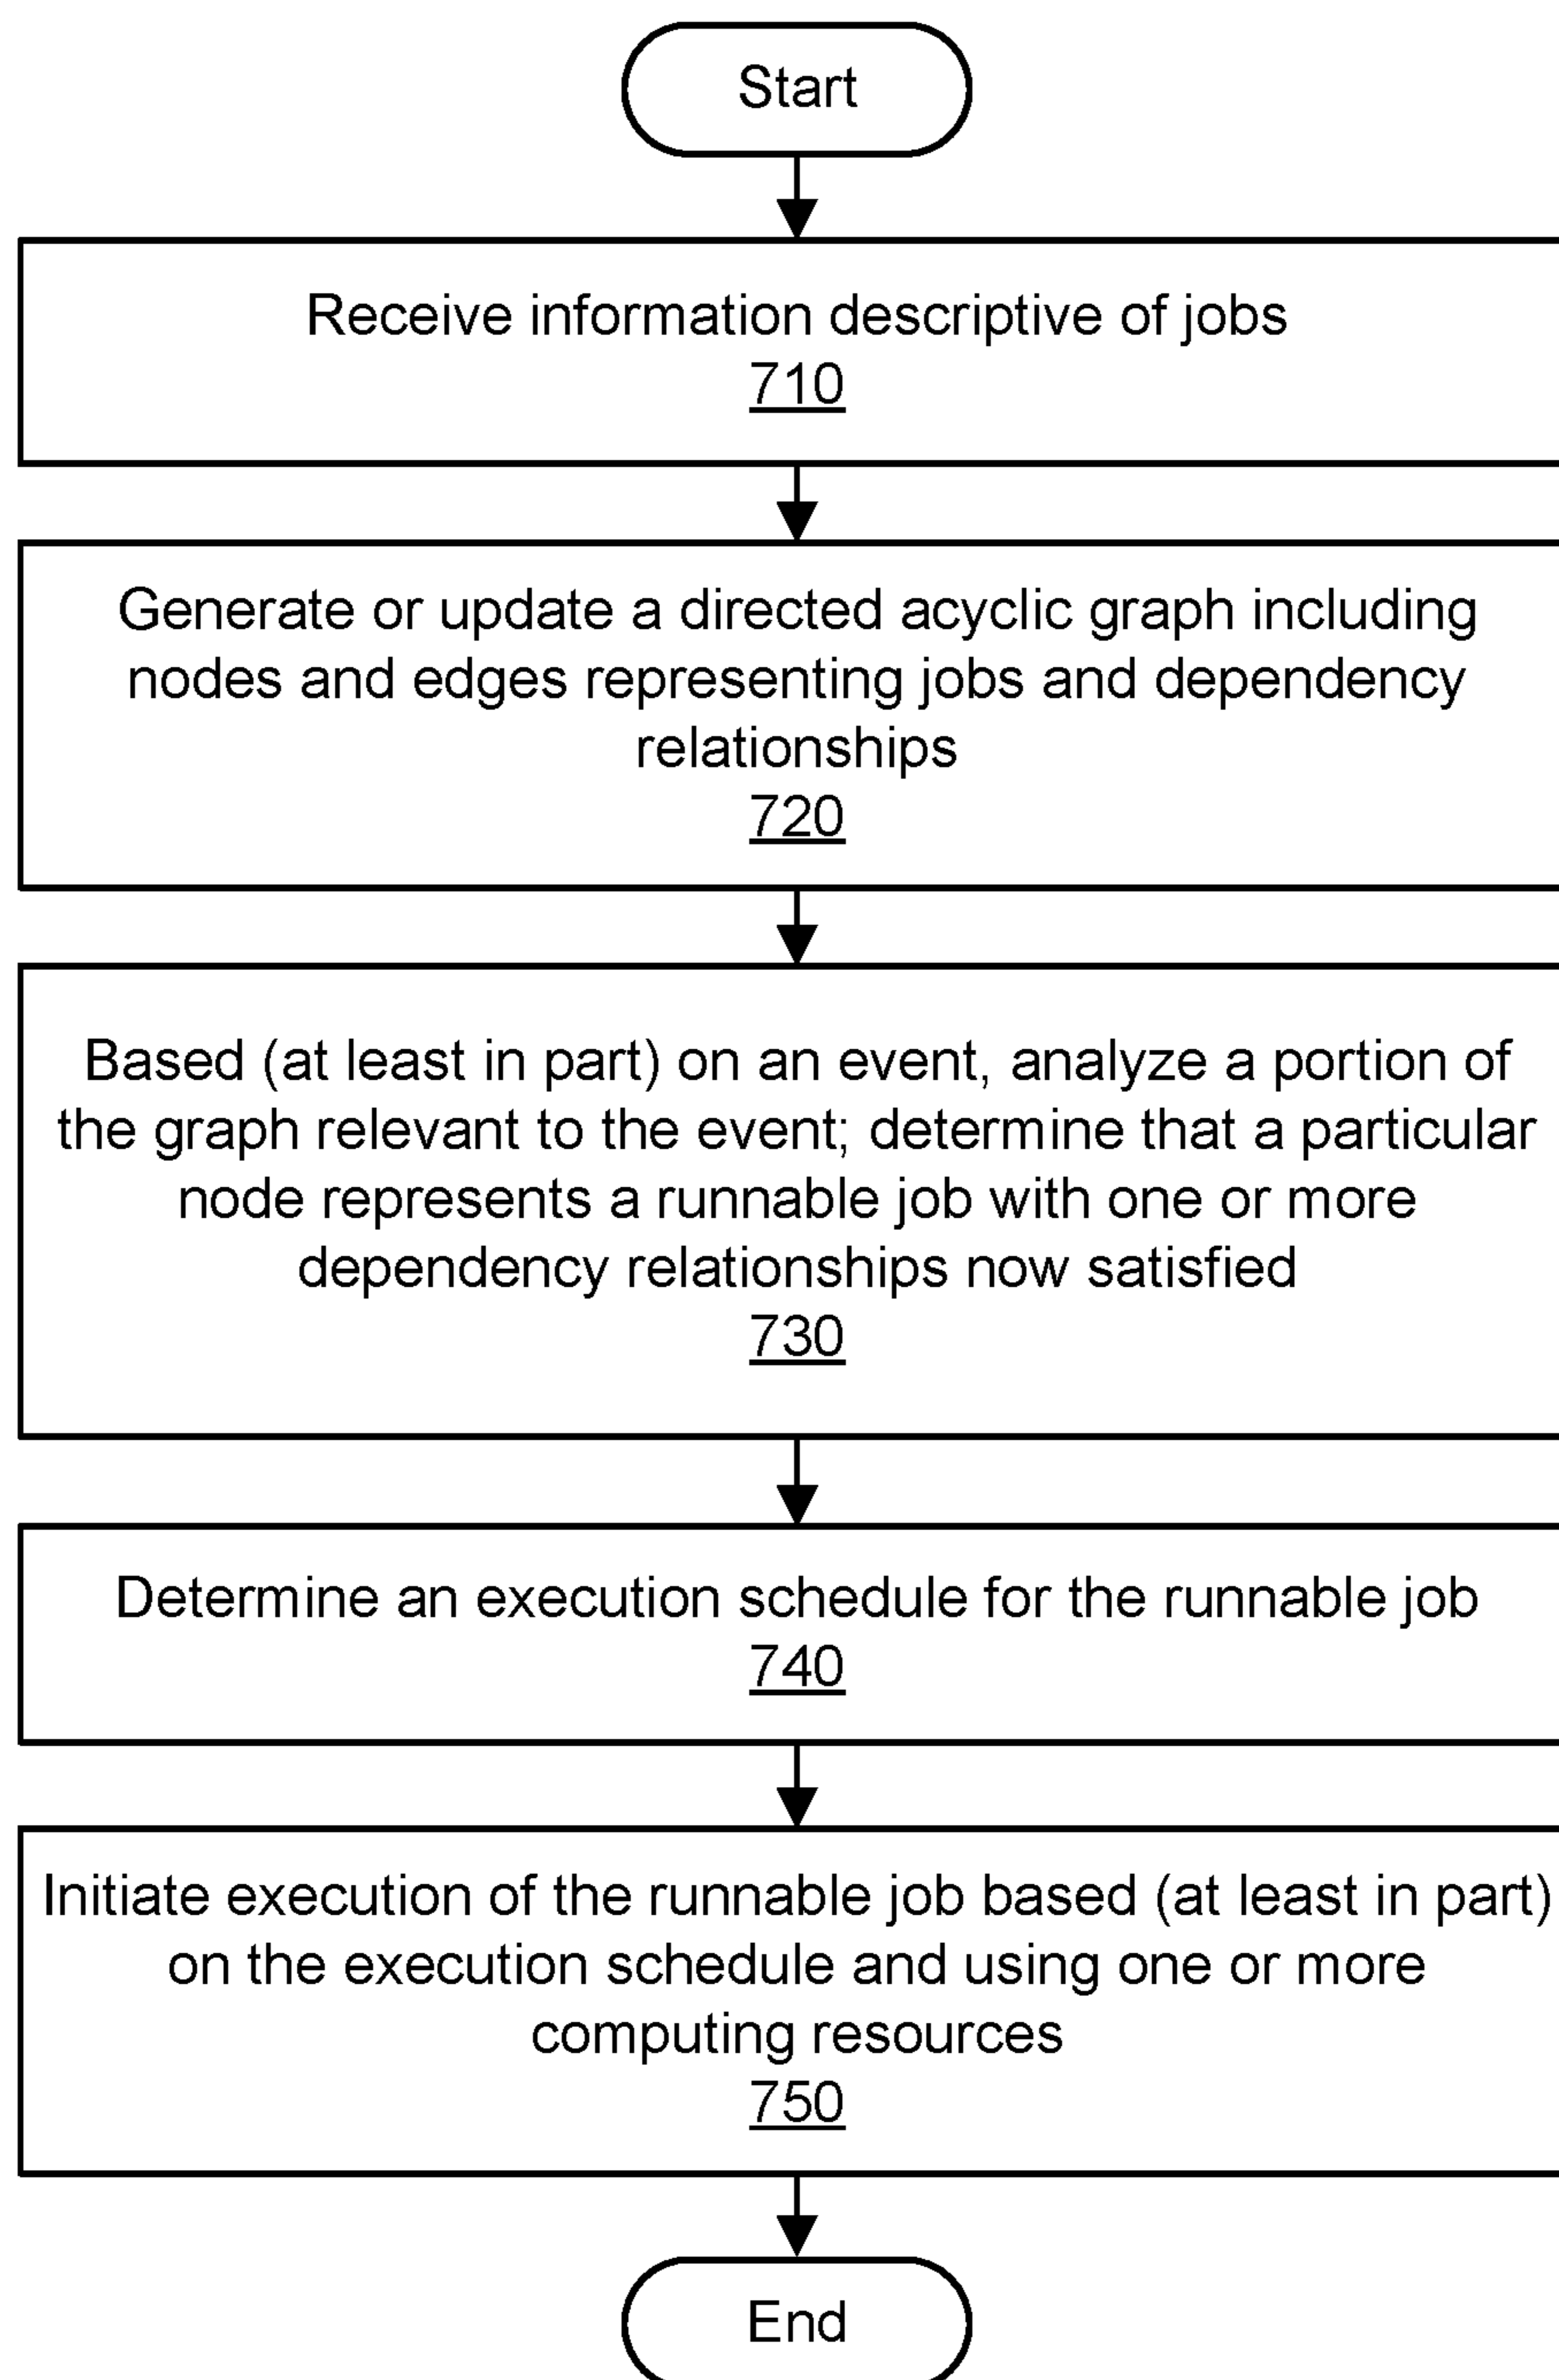 Start
Receive information descriptive of jobs
710
Generate or update a directed acyclic graph including
nodes and edges representing jobs and dependency
relationships
720
Based (at least in part) on an event, analyze a portion of
the graph relevant to the event; determine that a particular
node represents a runnable job with one or more
dependency relationships now satisfied
730
Determine an execution schedule for the runnable job
740
Initiate execution of the runnable job based (at least in part)
on the execution schedule and using one or more
computing resources
750
End